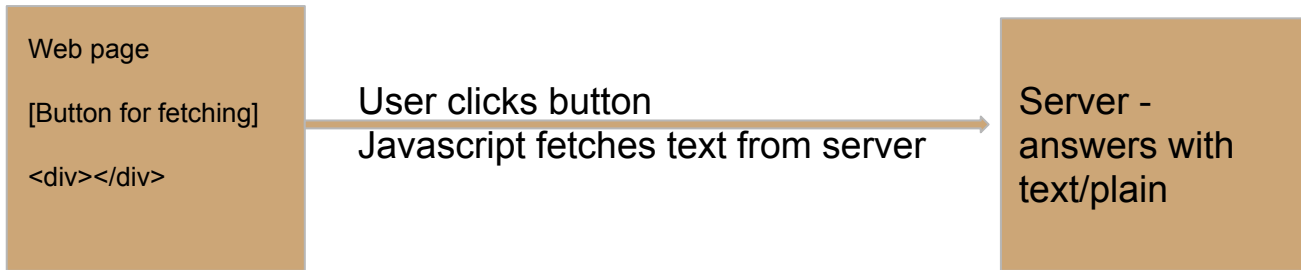 Web page
[Button for fetching]
<div></div>
User clicks button
Javascript fetches text from server
Server -
answers with
text/plain